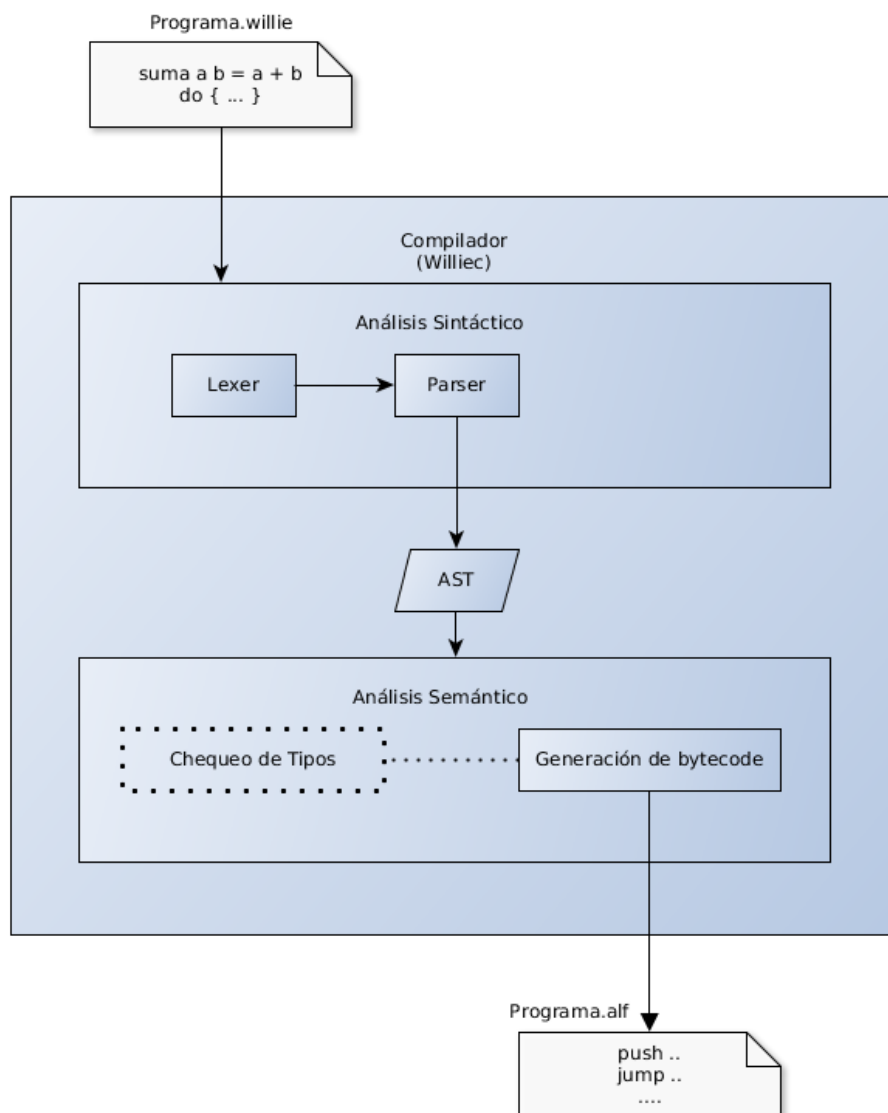 Programa.willie
suma a b = a + b
do { ... }
Compilador
(Williec)
Análisis Sintáctico
Lexer
Parser
AST
Análisis Semántico
Chequeo de Tipos
Generación de bytecode
Programa.alf
push ..
jump ..
....